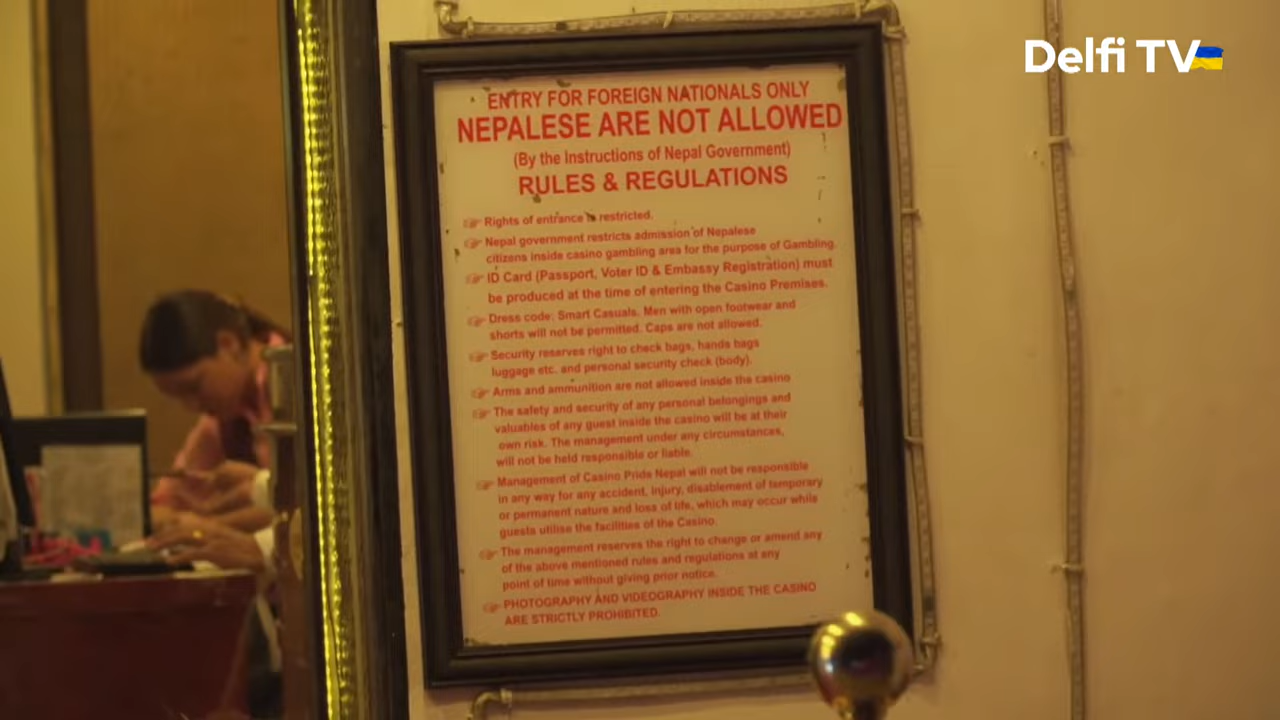 Delfi TV
ENTRY FOR FOREIGN NATIONALS ONLY
NEPALESE ARE NOT ALLOWED
(By the Instructions of Nepal Government)
RULES & REGULATIONS
Rights of entrance is restricted.
Nepal government restricts admission of Nepalese
citizens inside casino gambling area for the purpose of Gambling.
ID Card (Passport, Voter ID & Embassy Registration) must
be produced at the time of entering the Casino Premises.
Dress code: Smart Casuals. Men with open footwear and
shorts will not be permitted. Caps are not allowed.
Security reserves right to check bags, hands bags
luggage etc. and personal security check (body).
Arms and ammunition are not allowed inside the casino
The safety and security of any personal belongings and
valuables of any guest inside the casino will be at their
own risk. The management under any circumstances,
will not be held responsible or liable.
Management of Casino Pride Nepal will not be responsible
in any way for any accident, injury, disablement of temporary
or permanent nature and loss of life, which may occur while
guests utilise the facilities of the Casino.
The management reserves the right to change or amend any
of the above mentioned rules and regulations at any
point of time without giving prior notice.
PHOTOGRAPHY AND VIDEOGRAPHY INSIDE THE CASINO
ARE STRICTLY PROHIBITED.